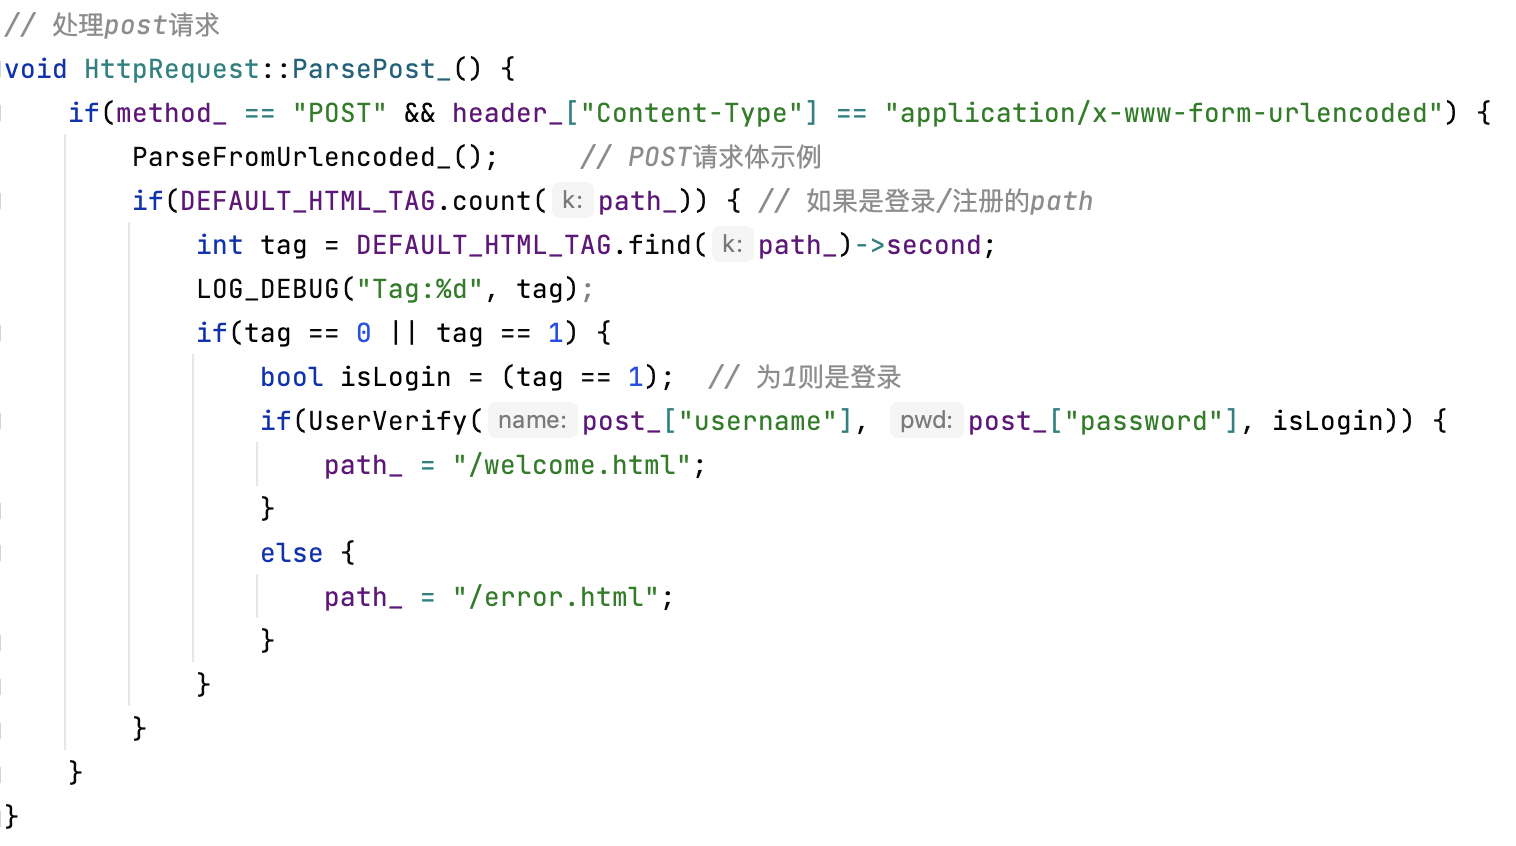 // 处理post请求
void HttpRequest::ParsePost_() {
    if(method_ == "POST" && header_["Content-Type"] == "application/x-www-form-urlencoded") {
        ParseFromUrlencoded_();     // POST请求体示例
        if(DEFAULT_HTML_TAG.count( k: path_)) { // 如果是登录/注册的path
            int tag = DEFAULT_HTML_TAG.find( k: path_)->second;
            LOG_DEBUG("Tag:%d", tag);
            if(tag == 0 || tag == 1) {
                bool isLogin = (tag == 1);  // 为1则是登录
                if(UserVerify( name: post_["username"], pwd: post_["password"], isLogin)) {
                    path_ = "/welcome.html";
                }
                else {
                    path_ = "/error.html";
                }
            }
        }
    }
}